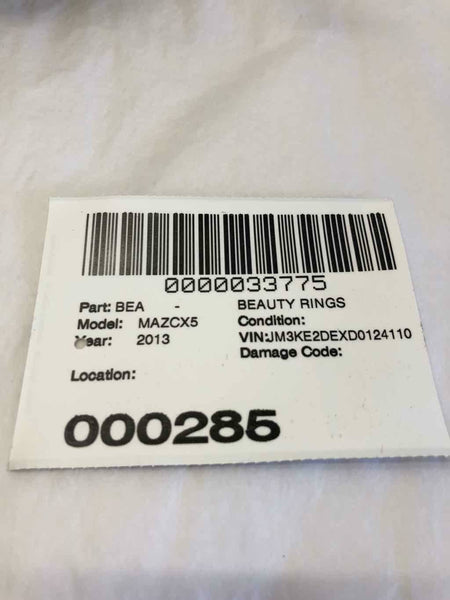 0000033775
Part: BEA - BEAUTY RINGS
Model: MAZCX5 Condition:
Year: 2013 VIN:JM3KE2DEXD0124110
Damage Code:
Location:
000285